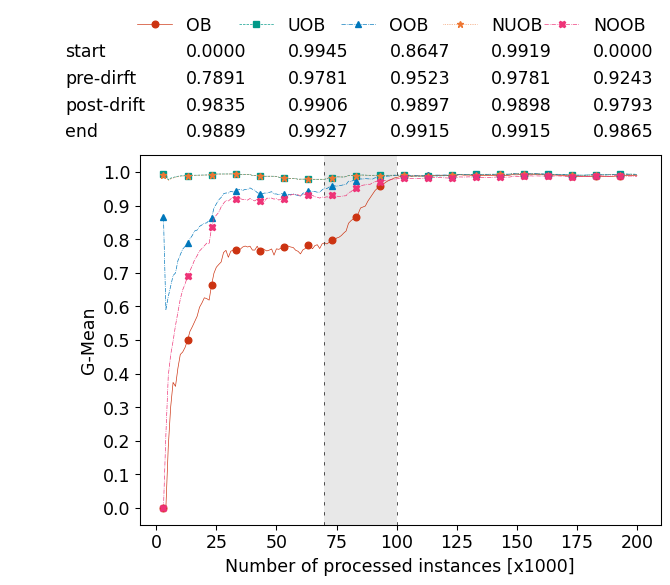 OB UOB OOB NUOB NOOB
start 0.0000 0.9945 0.8647 0.9919 0.0000
pre-dirft 0.7891 0.9781 0.9523 0.9781 0.9243
post-drift 0.9835 0.9906 0.9897 0.9898 0.9793
end 0.9889 0.9927 0.9915 0.9915 0.9865
1.0
0.9
0.8
0.7
0.6
0.5
0.4
0.3
0.2
0.1
0.0
G-Mean
0 25 50 75 100 125 150 175 200
Number of processed instances [x1000]